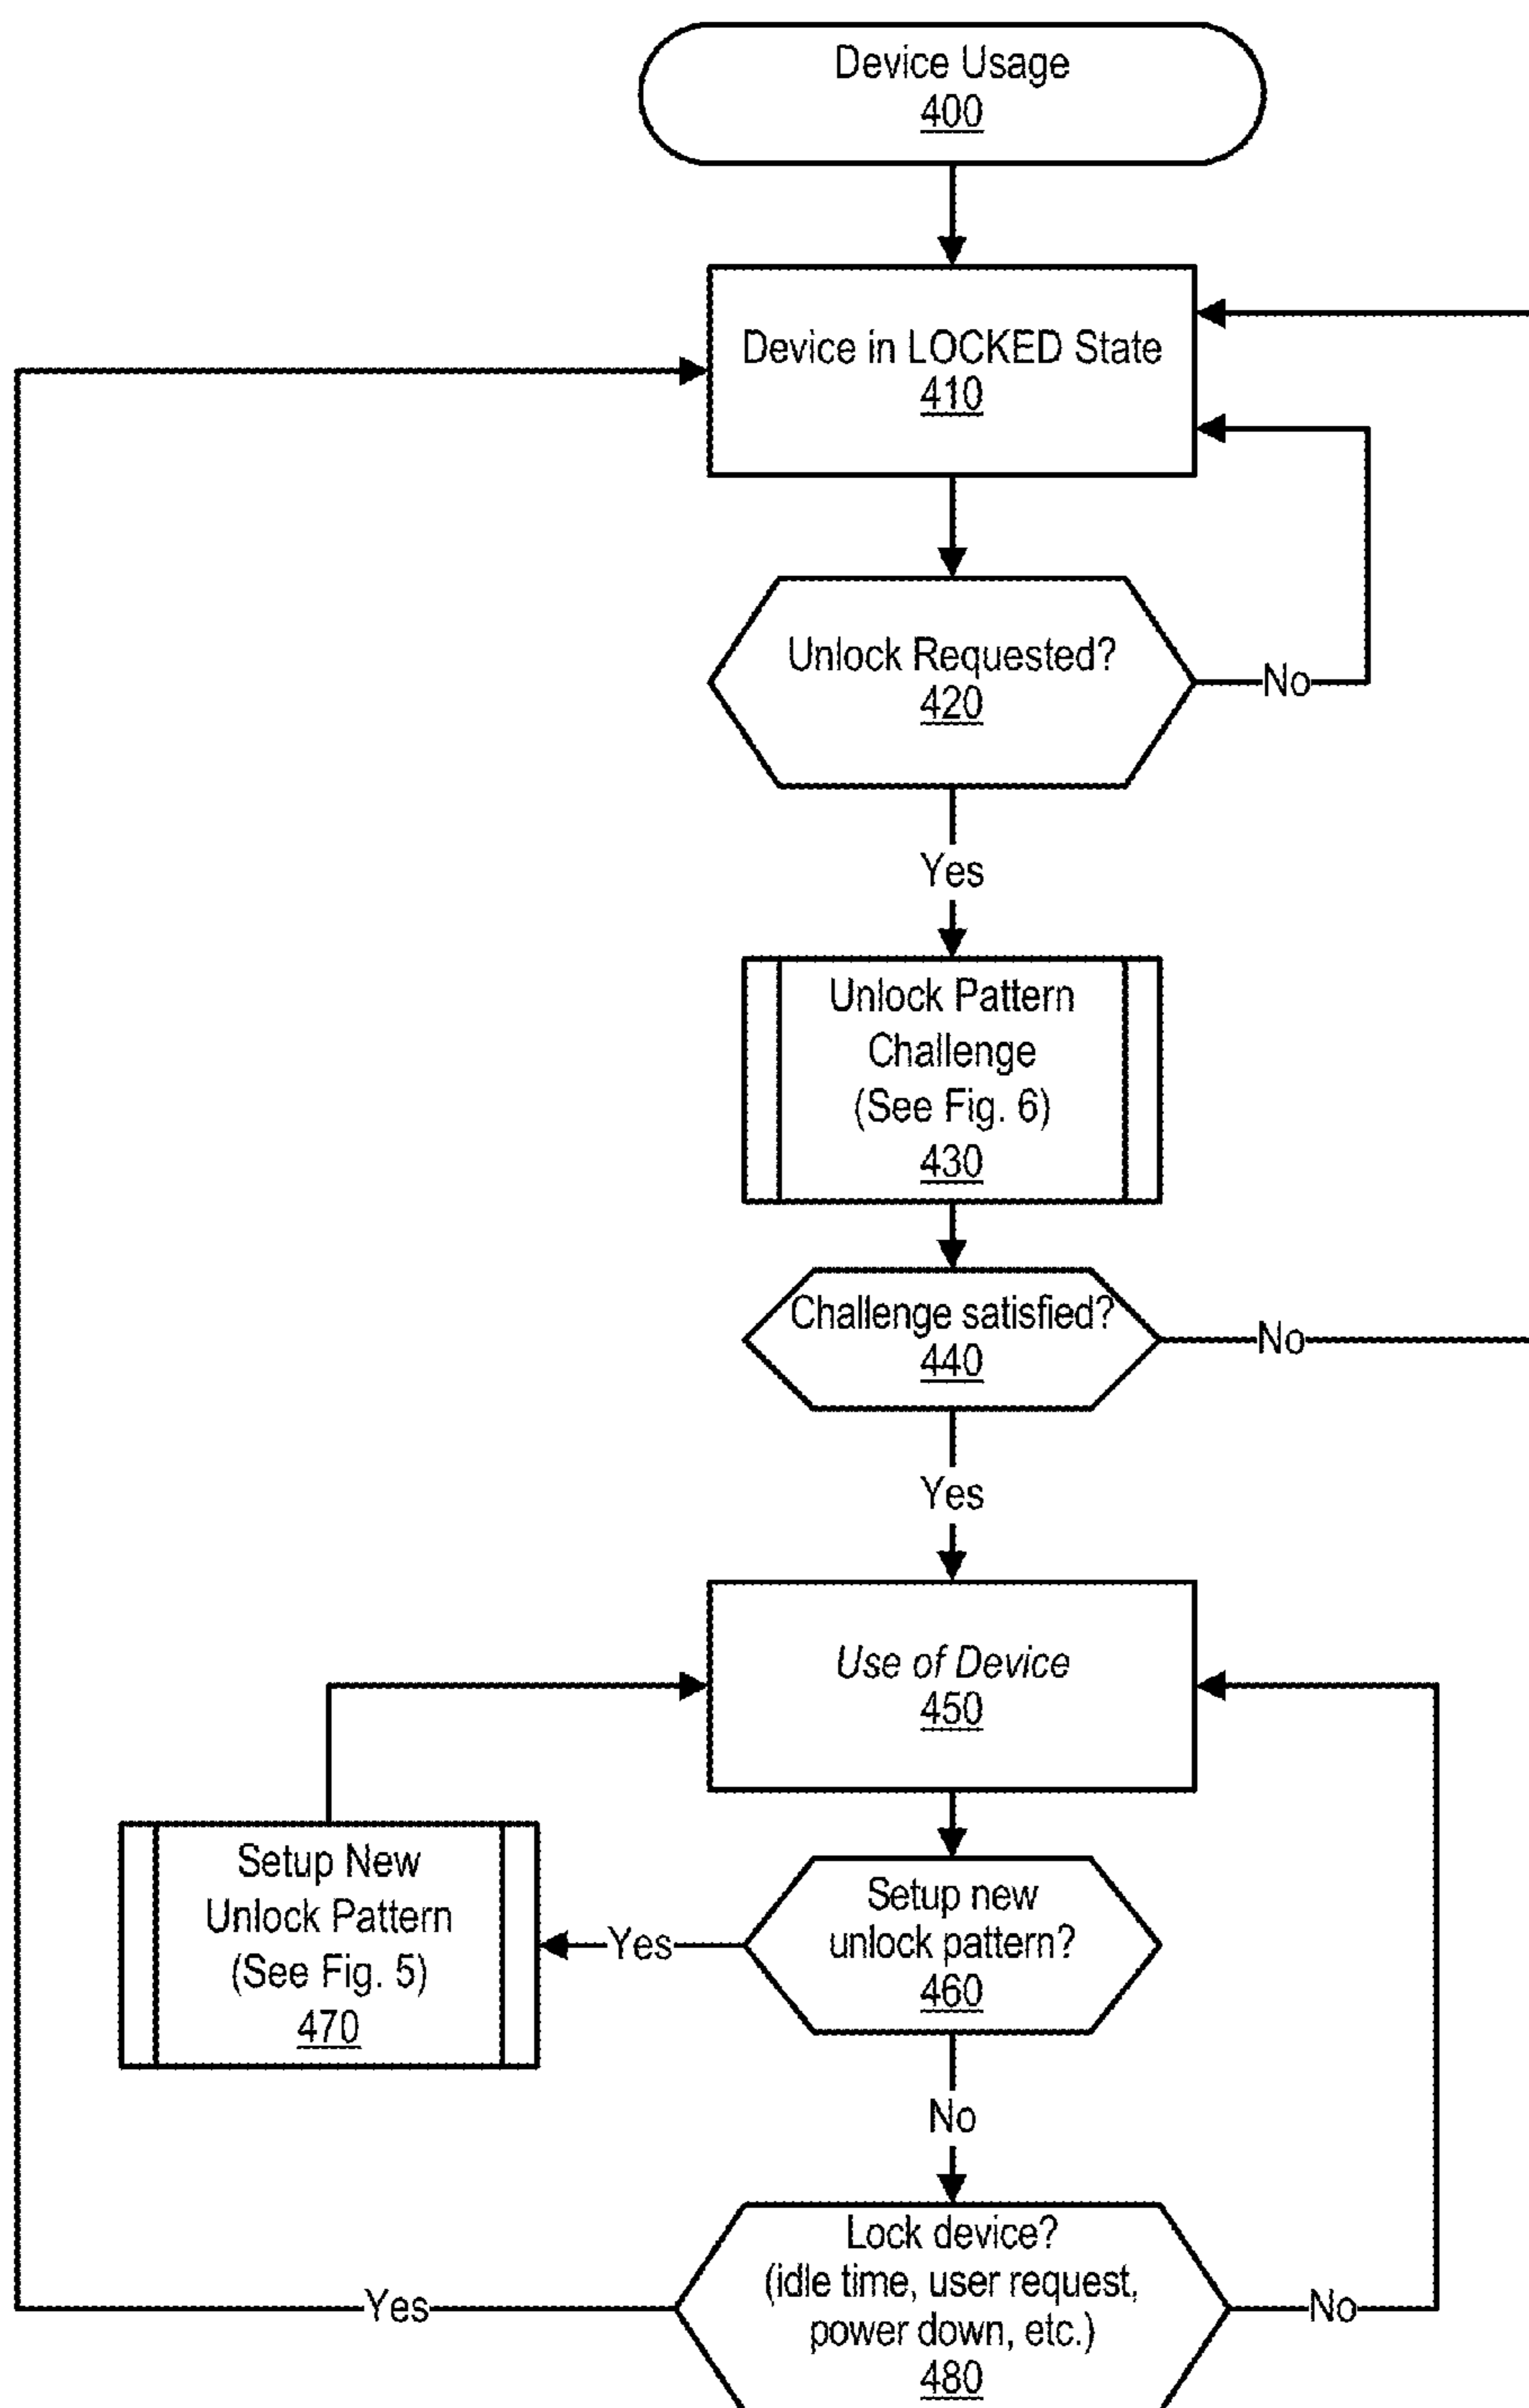 Device Usage
400
Device in LOCKED State
410
Unlock Requested?
420
No
Yes
Unlock Pattern
Challenge
(See Fig. 6)
430
Challenge satisfied?
440
No
Yes
Use of Device
450
Setup New
Unlock Pattern
(See Fig. 5)
470
Yes
Setup new
unlock pattern?
460
No
Lock device?
(idle time, user request,
power down, etc.)
480
Yes
No